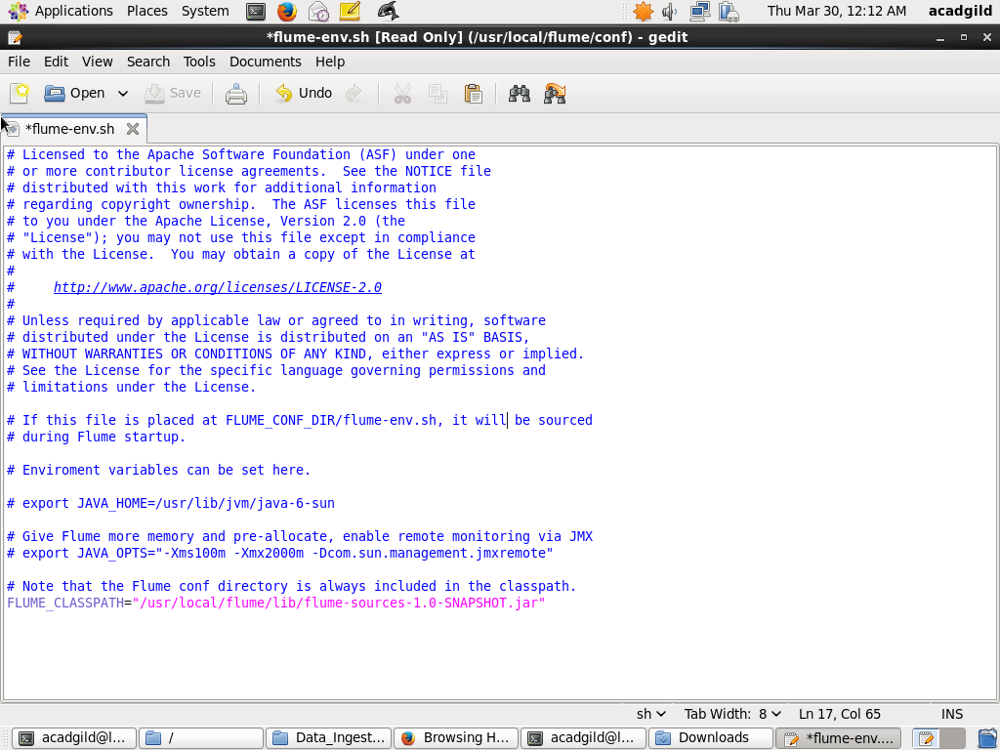 Applications Places System Thu Mar 30, 12:12 AM acadgild
*flume-env.sh [Read Only] (/usr/local/flume/conf) - gedit
File Edit View Search Tools Documents Help
Open Save Undo
*flume-env.sh
# Licensed to the Apache Software Foundation (ASF) under one
# or more contributor license agreements.  See the NOTICE file
# distributed with this work for additional information
# regarding copyright ownership.  The ASF licenses this file
# to you under the Apache License, Version 2.0 (the
# "License"); you may not use this file except in compliance
# with the License.  You may obtain a copy of the License at
#
#     http://www.apache.org/licenses/LICENSE-2.0
#
# Unless required by applicable law or agreed to in writing, software
# distributed under the License is distributed on an "AS IS" BASIS,
# WITHOUT WARRANTIES OR CONDITIONS OF ANY KIND, either express or implied.
# See the License for the specific language governing permissions and
# limitations under the License.
# If this file is placed at FLUME_CONF_DIR/flume-env.sh, it will be sourced
# during Flume startup.
# Enviroment variables can be set here.
# export JAVA_HOME=/usr/lib/jvm/java-6-sun
# Give Flume more memory and pre-allocate, enable remote monitoring via JMX
# export JAVA_OPTS="-Xms100m -Xmx2000m -Dcom.sun.management.jmxremote"
# Note that the Flume conf directory is always included in the classpath.
FLUME_CLASSPATH="/usr/local/flume/lib/flume-sources-1.0-SNAPSHOT.jar"
sh Tab Width: 8 Ln 17, Col 65 INS
acadgild@l... / Data_Ingest... Browsing H... acadgild@l... Downloads *flume-env....